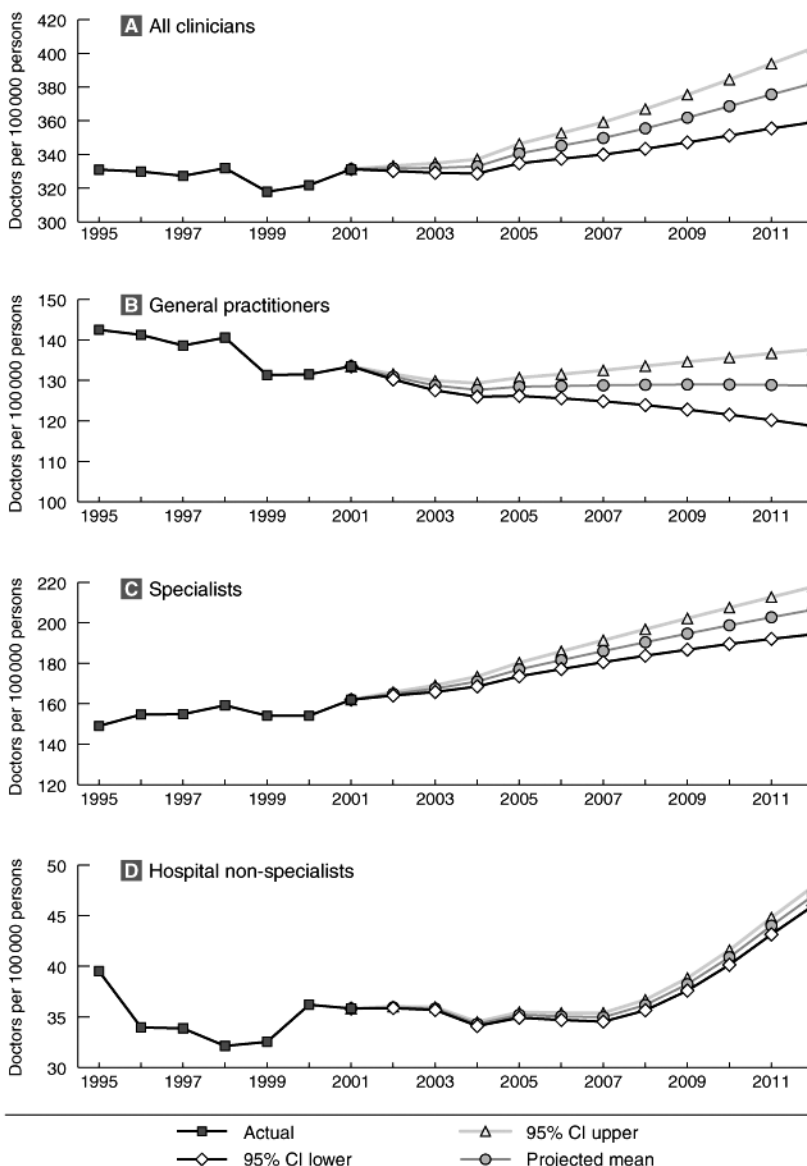 A All clinicians
Doctors per 100 000 persons
420
400
380
360
340
320
300
1995 1997 1999 2001 2003 2005 2007 2009 2011
B General practitioners
Doctors per 100 000 persons
150
140
130
120
110
100
1995 1997 1999 2001 2003 2005 2007 2009 2011
C Specialists
Doctors per 100 000 persons
220
200
180
160
140
120
1995 1997 1999 2001 2003 2005 2007 2009 2011
D Hospital non-specialists
Doctors per 100 000 persons
50
45
40
35
30
1995 1997 1999 2001 2003 2005 2007 2009 2011
Actual 95% CI upper
95% CI lower Projected mean